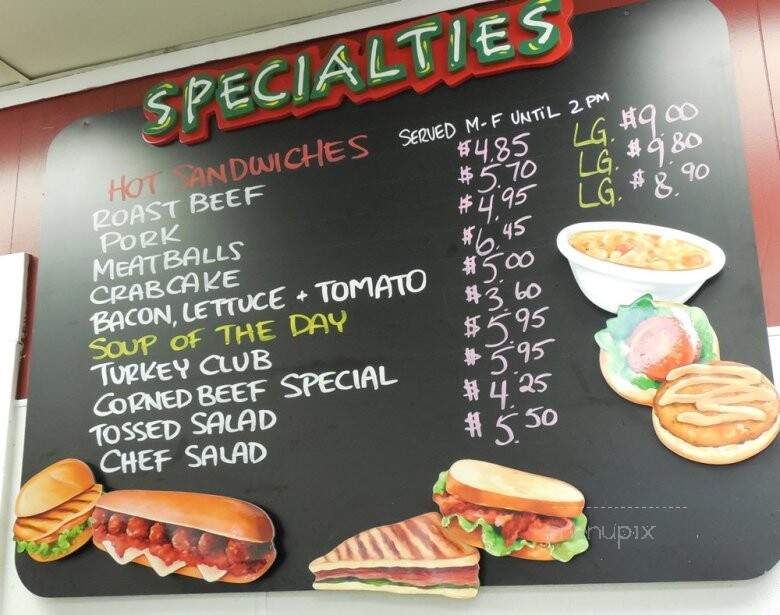 SPECIALTIES
HOT SANDWICHES SERVED M-F UNTIL 2 PM
ROAST BEEF $4.85 LG. $9.00
PORK $5.70 LG. $9.80
MEATBALLS $4.95 LG. $8.90
CRABCAKE $6.45
BACON, LETTUCE + TOMATO $5.00
SOUP OF THE DAY $3.60
TURKEY CLUB $5.95
CORNED BEEF SPECIAL $5.95
TOSSED SALAD $4.25
CHEF SALAD $5.50